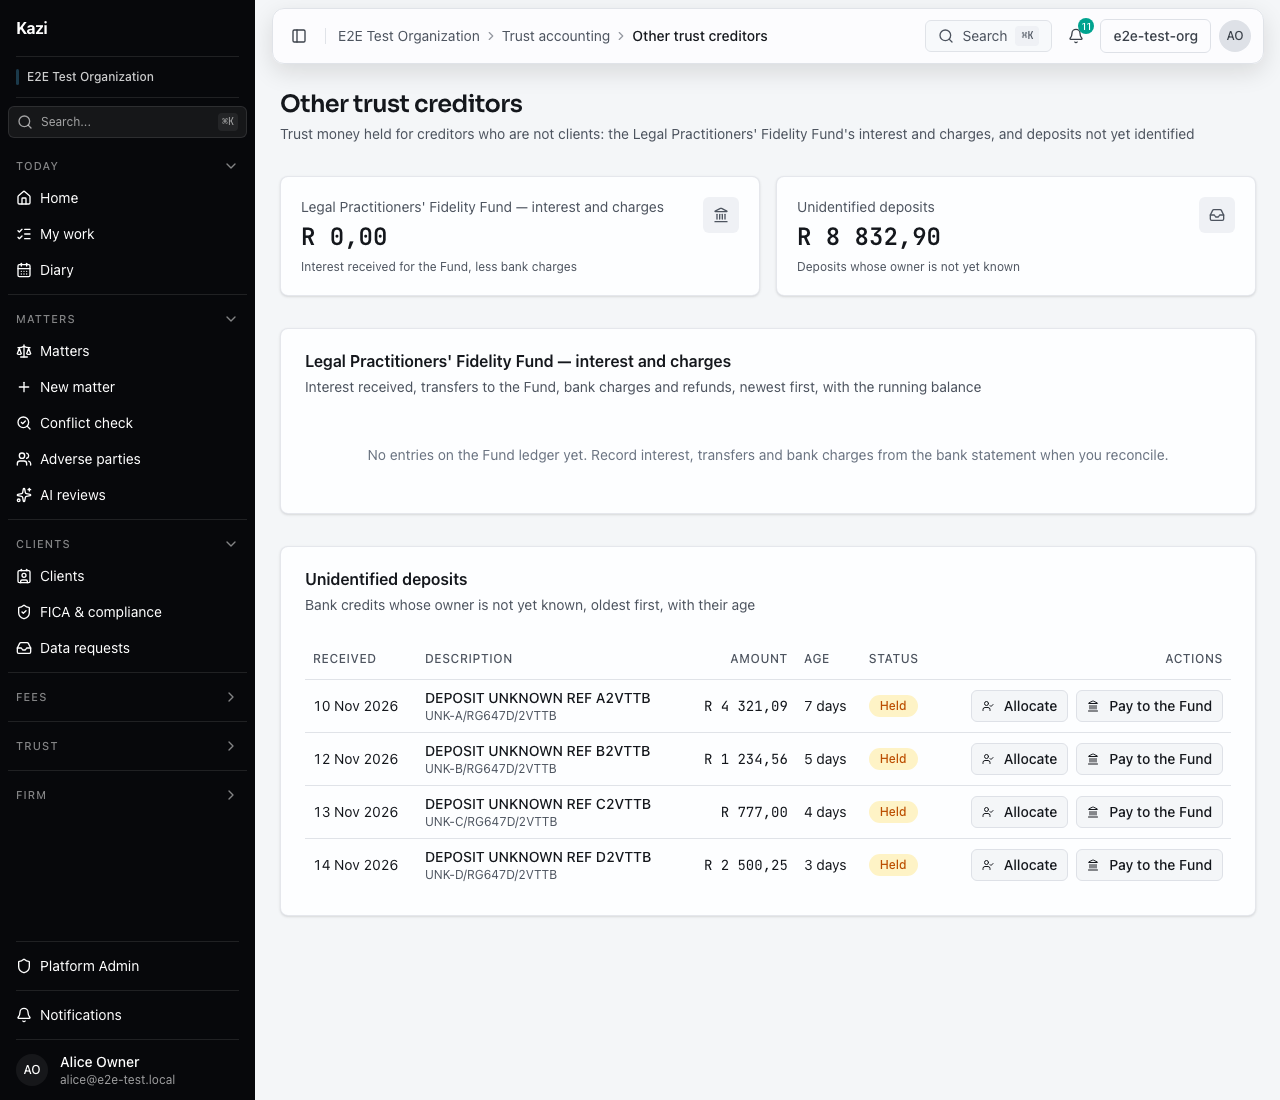 Kazi
E2E Test Organization
Search...
⌘K
TODAY
Home
My work
Diary
MATTERS
Matters
New matter
Conflict check
Adverse parties
AI reviews
CLIENTS
Clients
FICA & compliance
Data requests
FEES
TRUST
FIRM
Platform Admin
Notifications
AO
Alice Owner
alice@e2e-test.local
E2E Test Organization > Trust accounting > Other trust creditors
Search ⌘K
11
e2e-test-org
AO
Other trust creditors
Trust money held for creditors who are not clients: the Legal Practitioners' Fidelity Fund's interest and charges, and deposits not yet identified
Legal Practitioners' Fidelity Fund — interest and charges
R 0,00
Interest received for the Fund, less bank charges
Unidentified deposits
R 8 832,90
Deposits whose owner is not yet known
Legal Practitioners' Fidelity Fund — interest and charges
Interest received, transfers to the Fund, bank charges and refunds, newest first, with the running balance
No entries on the Fund ledger yet. Record interest, transfers and bank charges from the bank statement when you reconcile.
Unidentified deposits
Bank credits whose owner is not yet known, oldest first, with their age
RECEIVED DESCRIPTION AMOUNT AGE STATUS ACTIONS
10 Nov 2026 DEPOSIT UNKNOWN REF A2VTTB R 4 321,09 7 days Held Allocate Pay to the Fund
UNK-A/RG647D/2VTTB
12 Nov 2026 DEPOSIT UNKNOWN REF B2VTTB R 1 234,56 5 days Held Allocate Pay to the Fund
UNK-B/RG647D/2VTTB
13 Nov 2026 DEPOSIT UNKNOWN REF C2VTTB R 777,00 4 days Held Allocate Pay to the Fund
UNK-C/RG647D/2VTTB
14 Nov 2026 DEPOSIT UNKNOWN REF D2VTTB R 2 500,25 3 days Held Allocate Pay to the Fund
UNK-D/RG647D/2VTTB